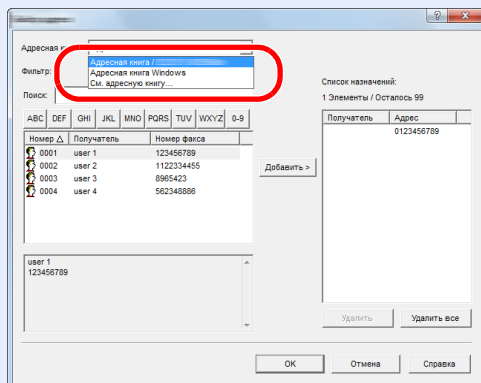 Адресная к
Адресная книга /
Адресная книга Windows
См. адресную книгу...
Фильтр:
Поиск:
ABC DEF GHI JKL MNO PQRS TUV WXYZ 0-9
Номер Получатель Номер факса
0001 user 1 123456789
0002 user 2 1122334455
0003 user 3 8965423
0004 user 4 562348886
user 1
123456789
Добавить >
Список назначений:
1 Элементы / Осталось 99
Получатель Адрес
0123456789
Удалить Удалить все
OK Отмена Справка